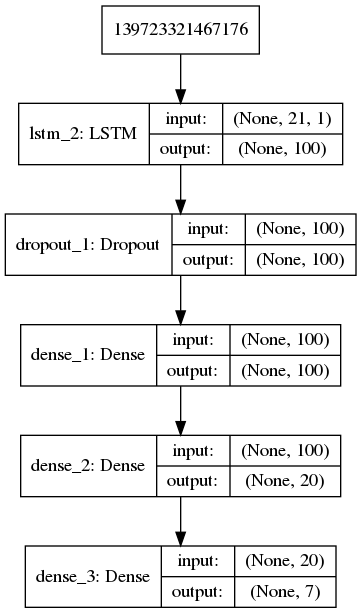 139723321467176
lstm_2: LSTM
input: (None, 21, 1)
output: (None, 100)
dropout_1: Dropout
input: (None, 100)
output: (None, 100)
dense_1: Dense
input: (None, 100)
output: (None, 100)
dense_2: Dense
input: (None, 100)
output: (None, 20)
dense_3: Dense
input: (None, 20)
output: (None, 7)